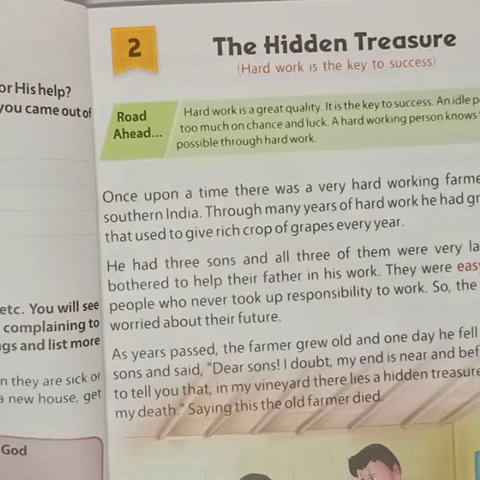 or His help?
you came out of
etc. You will see
complaining to
gs and list more
n they are sick or
a new house, get
God
2
The Hidden Treasure
(Hard work is the key to success)
Road
Ahead...
Hard work is a great quality. It is the key to success. An idle
too much on chance and luck. A hard working person knows
possible through hard work.
Once upon a time there was a very hard working
southern India. Through many years of hard work he had
that used to give rich crop of grapes every year.
He had three sons and all three of them were very
bothered to help their father in his work. They were
people who never took up responsibility to work. So, the
worried about their future.
As years passed, the farmer grew old and one day he fell
sons and said, "Dear sons! I doubt, my end is near and
to tell you that, in my vineyard there lies a hidden treasure
my death." Saying this the old farmer died.